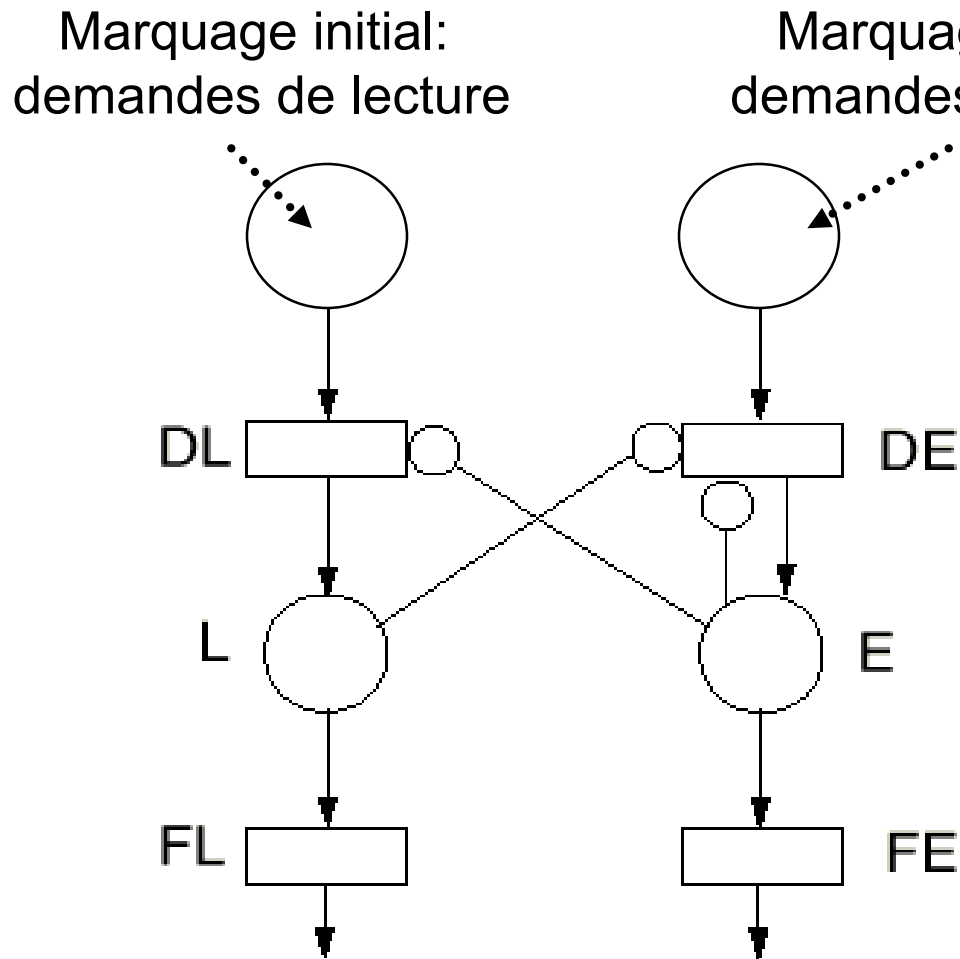 Marquage initial:
demandes de lecture
Marquag
demandes
DL
DE
L
E
FL
FE